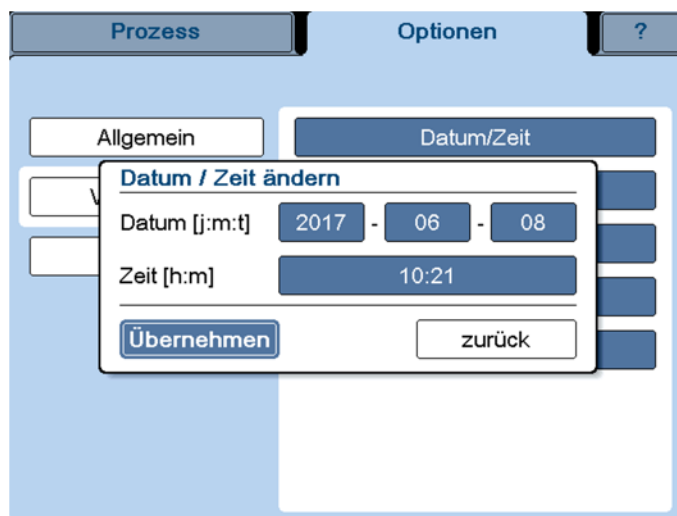 Prozess Optionen ?
Allgemein Datum/Zeit
Datum / Zeit ändern
Datum [j:m:t] 2017 - 06 - 08
Zeit [h:m] 10:21
Übernehmen zurück